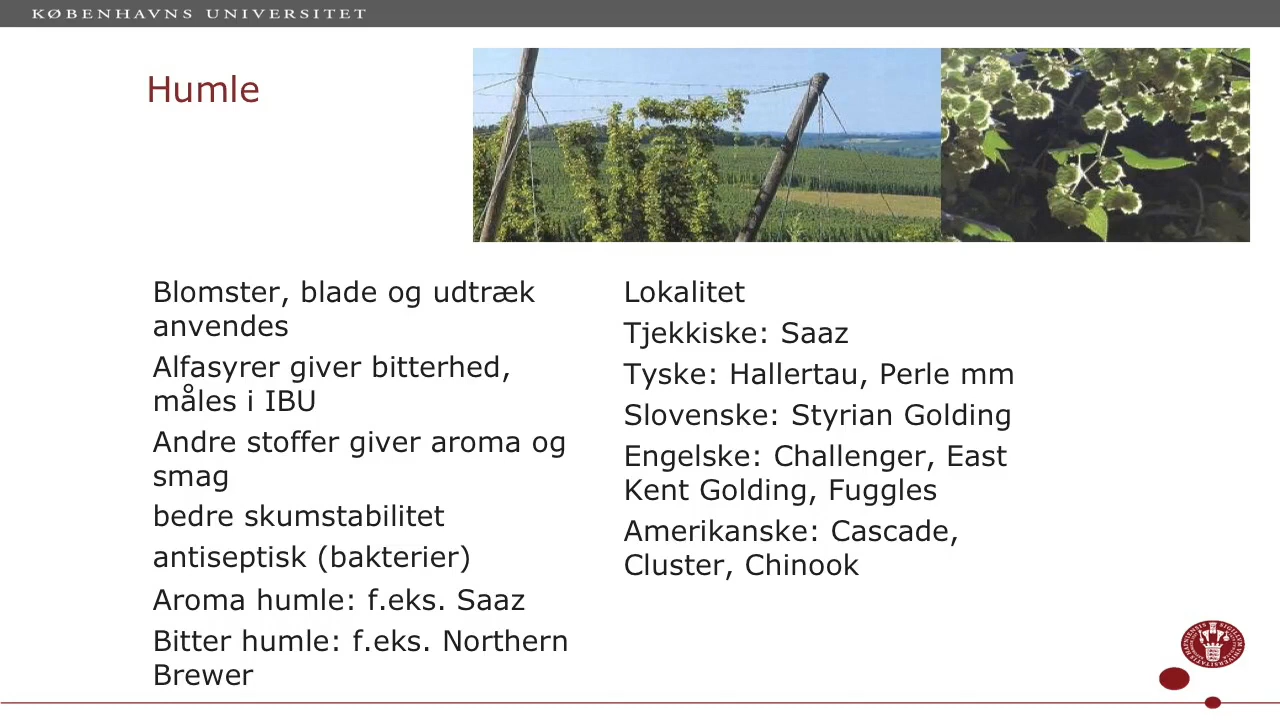 KØBENHAVNS UNIVERSITET
Humle
Blomster, blade og udtræk
anvendes
Alfasyrer giver bitterhed,
måles i IBU
Andre stoffer giver aroma og
smag
bedre skumstabilitet
antiseptisk (bakterier)
Aroma humle: f.eks. Saaz
Bitter humle: f.eks. Northern
Brewer
Lokalitet
Tjekkiske: Saaz
Tyske: Hallertau, Perle mm
Slovenske: Styrian Golding
Engelske: Challenger, East
Kent Golding, Fuggles
Amerikanske: Cascade,
Cluster, Chinook